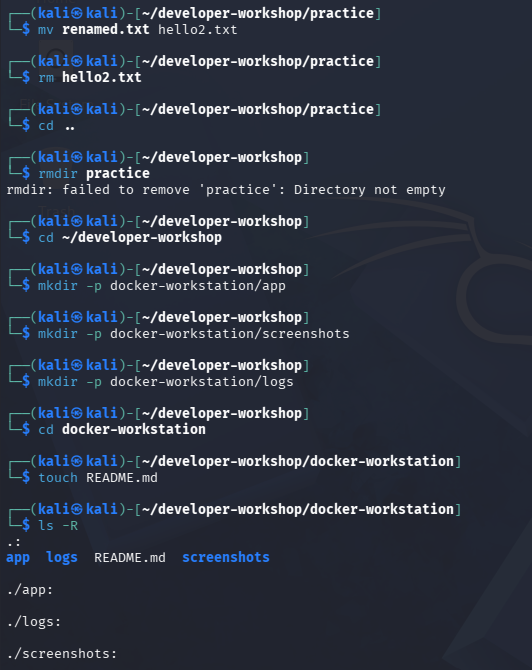 ┌──(kali㉿kali)-[~/developer-workshop/practice]
└─$ mv renamed.txt hello2.txt
┌──(kali㉿kali)-[~/developer-workshop/practice]
└─$ rm hello2.txt
┌──(kali㉿kali)-[~/developer-workshop/practice]
└─$ cd ..
┌──(kali㉿kali)-[~/developer-workshop]
└─$ rmdir practice
rmdir: failed to remove 'practice': Directory not empty
┌──(kali㉿kali)-[~/developer-workshop]
└─$ cd ~/developer-workshop
┌──(kali㉿kali)-[~/developer-workshop]
└─$ mkdir -p docker-workstation/app
┌──(kali㉿kali)-[~/developer-workshop]
└─$ mkdir -p docker-workstation/screenshots
┌──(kali㉿kali)-[~/developer-workshop]
└─$ mkdir -p docker-workstation/logs
┌──(kali㉿kali)-[~/developer-workshop]
└─$ cd docker-workstation
┌──(kali㉿kali)-[~/developer-workshop/docker-workstation]
└─$ touch README.md
┌──(kali㉿kali)-[~/developer-workshop/docker-workstation]
└─$ ls -R
.:
app  logs  README.md  screenshots
./app:
./logs:
./screenshots: